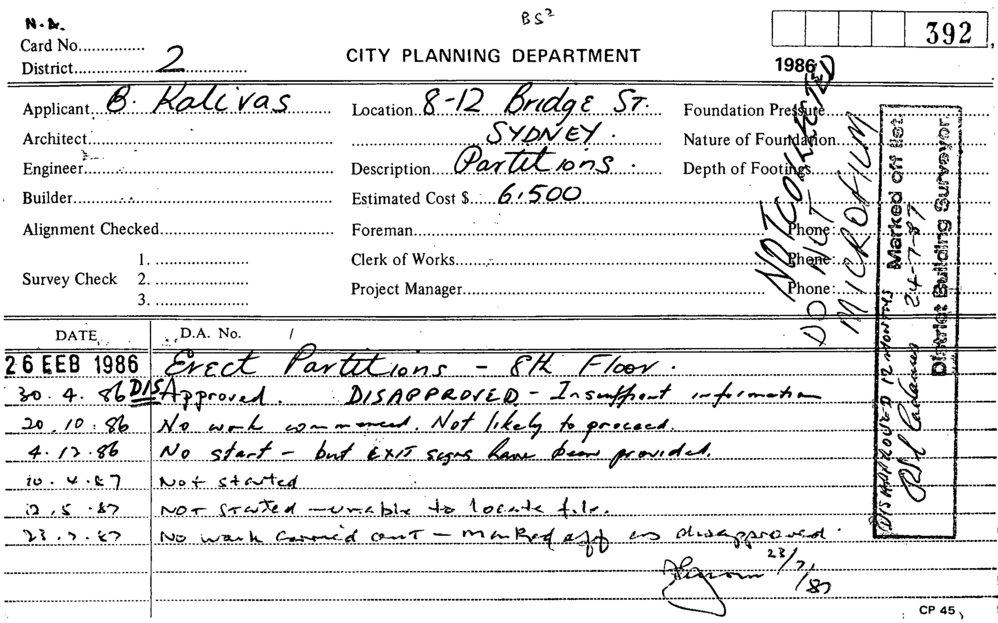 N.A.
BS²
Card No.
392
District 2
CITY PLANNING DEPARTMENT
1986
Applicant B. Kalivas
Location 8-12 Bridge St.
Foundation Pressure
Architect
SYDNEY.
Nature of Foundation
Engineer
Description Partitions.
Depth of Footings
Builder
Estimated Cost $ 6.500
Alignment Checked
Foreman
Phone:
Survey Check 1.
2.
3.
Clerk of Works
Phone:
Project Manager
Phone:
NOT COLLECTED
DO NOT
MICROFILM
DISAPPROVED 12 MONTHS
Marked off list.
24-7-87
District Building Surveyor.
DATE
D.A. No. /
26 FEB 1986 Erect Partitions - 8th Floor.
30.4.86 DISApproved. DISAPPROVED - Insufficient information
20.10.86 No work commenced. Not likely to proceed.
4.12.86 No start - but EXIT signs have been provided.
10.4.87 Not started
12.5.87 NOT started - unable to locate file.
23.7.87 No work carried out - marked off as disapproved.
23/7/87
CP 45